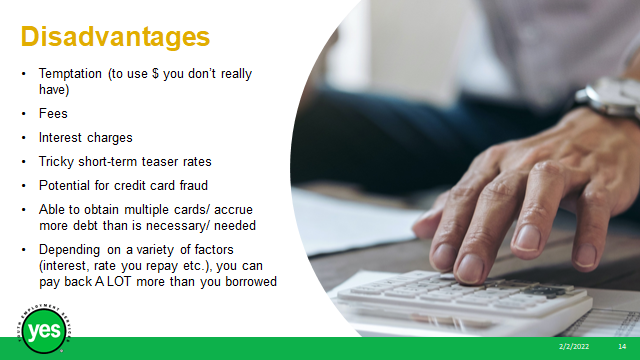 Disadvantages
• Temptation (to use $ you don't really
have)
• Fees
• Interest charges
• Tricky short-term teaser rates
• Potential for credit card fraud
• Able to obtain multiple cards/ accrue
more debt than is necessary/ needed
• Depending on a variety of factors
(interest, rate you repay etc.), you can
pay back A LOT more than you borrowed
YOUTH EMPLOYMENT SERVICES
yes
2/2/2022
14